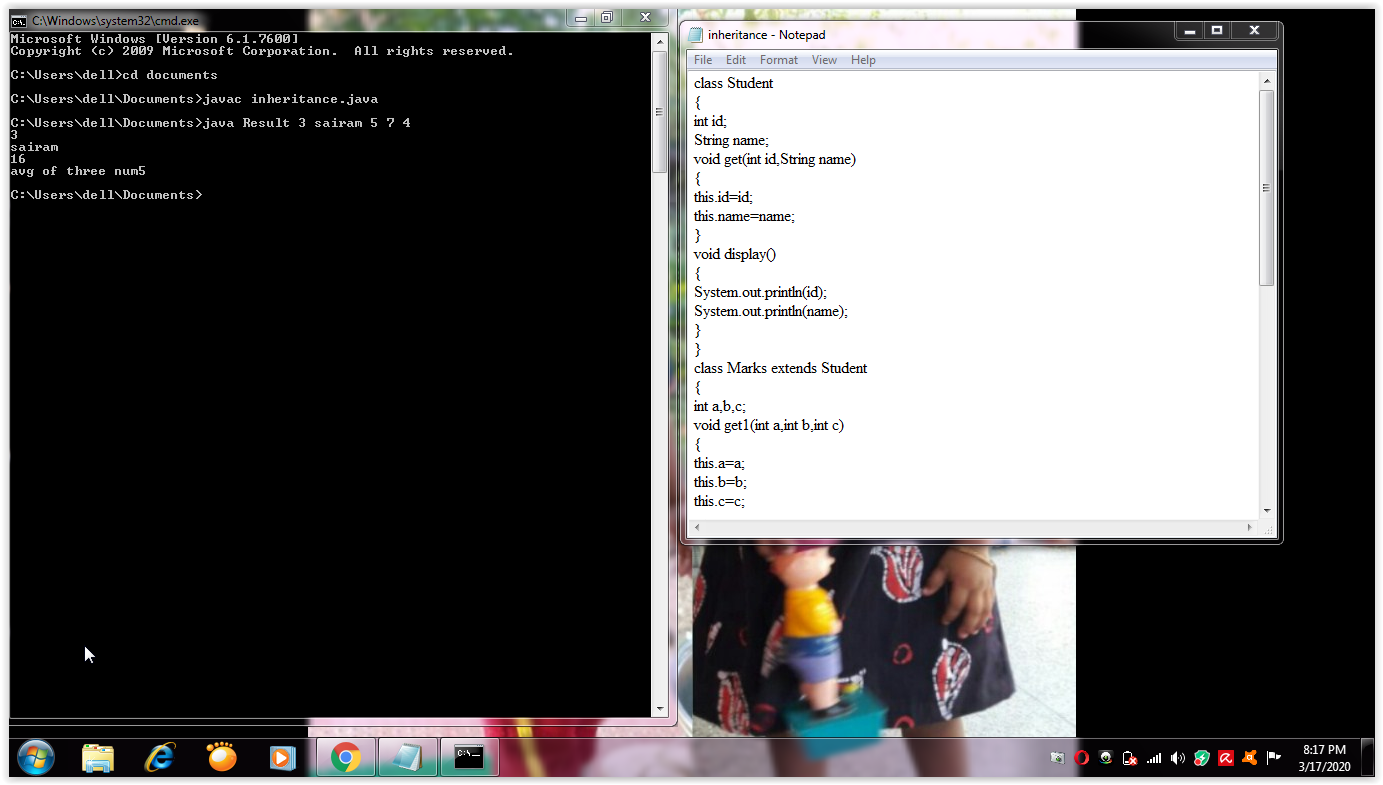 C:\Windows\system32\cmd.exe
Microsoft Windows [Version 6.1.7600]
Copyright (c) 2009 Microsoft Corporation.  All rights reserved.
C:\Users\dell>cd documents
C:\Users\dell\Documents>javac inheritance.java
C:\Users\dell\Documents>java Result 3 sairam 5 7 4
3
sairam
16
avg of three num5
C:\Users\dell\Documents>
inheritance - Notepad
File Edit Format View Help
class Student
{
int id;
String name;
void get(int id,String name)
{
this.id=id;
this.name=name;
}
void display()
{
System.out.println(id);
System.out.println(name);
}
}
class Marks extends Student
{
int a,b,c;
void get1(int a,int b,int c)
{
this.a=a;
this.b=b;
this.c=c;
8:17 PM
3/17/2020